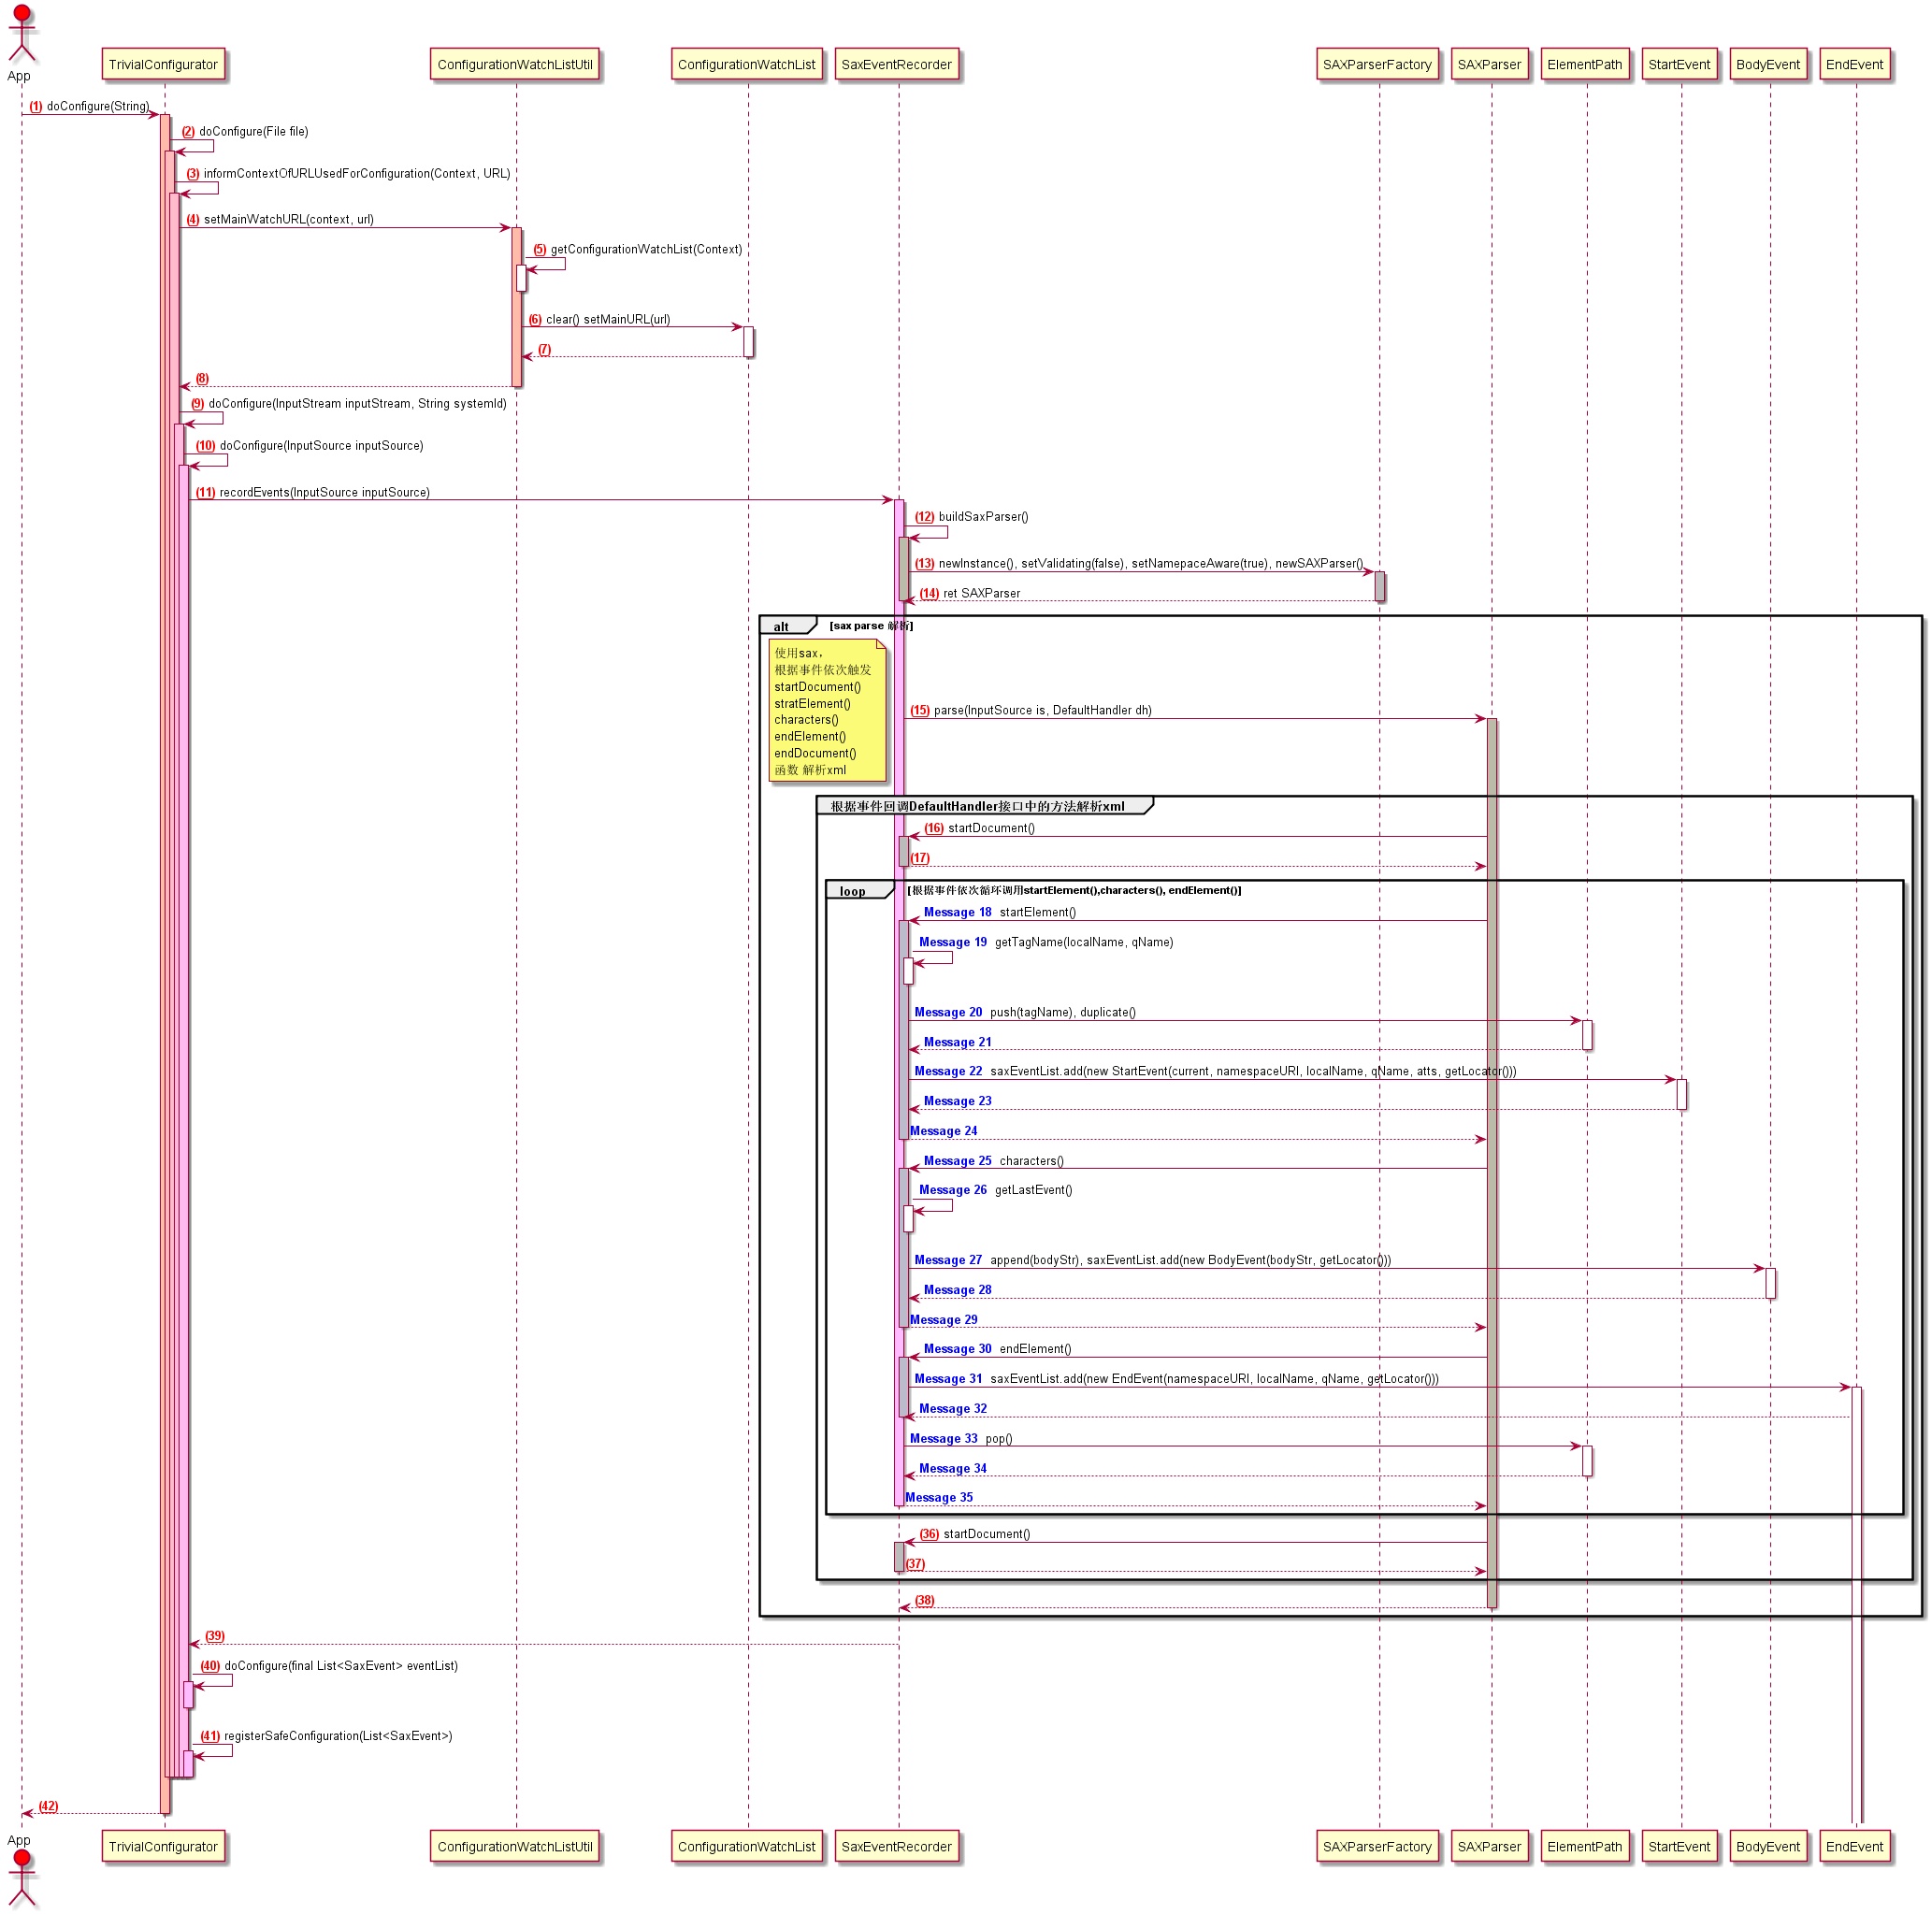 App
TrivialConfigurator
ConfigurationWatchListUtil
ConfigurationWatchList
SaxEventRecorder
SAXParserFactory
SAXParser
ElementPath
StartEvent
BodyEvent
EndEvent
(1) doConfigure(String)
(2) doConfigure(File file)
(3) informContextOfURLUsedForConfiguration(Context, URL)
(4) setMainWatchURL(context, url)
(5) getConfigurationWatchList(Context)
(6) clear() setMainURL(url)
(7)
(8)
(9) doConfigure(InputStream inputStream, String systemId)
(10) doConfigure(InputSource inputSource)
(11) recordEvents(InputSource inputSource)
(12) buildSaxParser()
(13) newInstance(), setValidating(false), setNamepaceAware(true), newSAXParser()
(14) ret SAXParser
alt [sax parse 解析]
使用sax，
根据事件依次触发
startDocument()
stratElement()
characters()
endElement()
endDocument()
函数 解析xml
(15) parse(InputSource is, DefaultHandler dh)
根据事件回调DefaultHandler接口中的方法解析xml
(16) startDocument()
(17)
loop [根据事件依次循环调用startElement(),characters(), endElement()]
Message 18 startElement()
Message 19 getTagName(localName, qName)
Message 20 push(tagName), duplicate()
Message 21
Message 22 saxEventList.add(new StartEvent(current, namespaceURI, localName, qName, atts, getLocator()))
Message 23
Message 24
Message 25 characters()
Message 26 getLastEvent()
Message 27 append(bodyStr), saxEventList.add(new BodyEvent(bodyStr, getLocator()))
Message 28
Message 29
Message 30 endElement()
Message 31 saxEventList.add(new EndEvent(namespaceURI, localName, qName, getLocator()))
Message 32
Message 33 pop()
Message 34
Message 35
(36) startDocument()
(37)
(38)
(39)
(40) doConfigure(final List<SaxEvent> eventList)
(41) registerSafeConfiguration(List<SaxEvent>)
(42)
App
TrivialConfigurator
ConfigurationWatchListUtil
ConfigurationWatchList
SaxEventRecorder
SAXParserFactory
SAXParser
ElementPath
StartEvent
BodyEvent
EndEvent